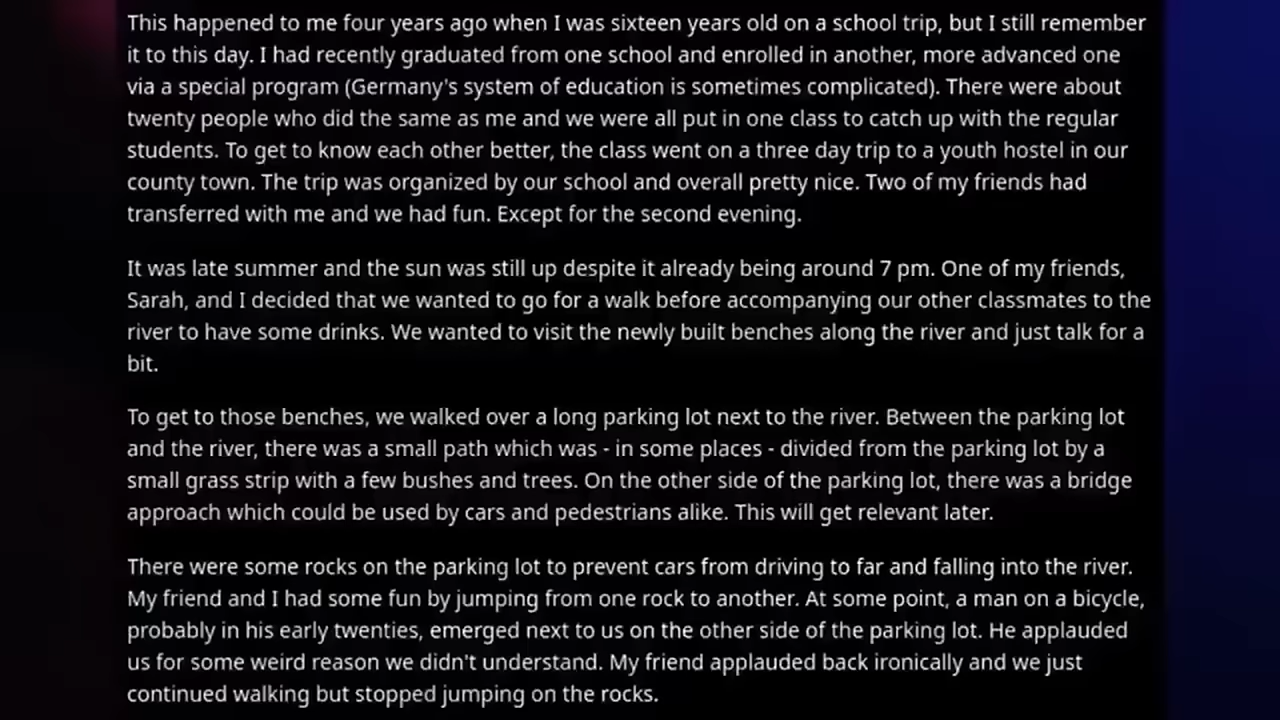 This happened to me four years ago when I was sixteen years old on a school trip, but I still remember
it to this day. I had recently graduated from one school and enrolled in another, more advanced one
via a special program (Germany's system of education is sometimes complicated). There were about
twenty people who did the same as me and we were all put in one class to catch up with the regular
students. To get to know each other better, the class went on a three day trip to a youth hostel in our
county town. The trip was organized by our school and overall pretty nice. Two of my friends had
transferred with me and we had fun. Except for the second evening.
It was late summer and the sun was still up despite it already being around 7 pm. One of my friends,
Sarah, and I decided that we wanted to go for a walk before accompanying our other classmates to the
river to have some drinks. We wanted to visit the newly built benches along the river and just talk for a
bit.
To get to those benches, we walked over a long parking lot next to the river. Between the parking lot
and the river, there was a small path which was - in some places - divided from the parking lot by a
small grass strip with a few bushes and trees. On the other side of the parking lot, there was a bridge
approach which could be used by cars and pedestrians alike. This will get relevant later.
There were some rocks on the parking lot to prevent cars from driving to far and falling into the river.
My friend and I had some fun by jumping from one rock to another. At some point, a man on a bicycle,
probably in his early twenties, emerged next to us on the other side of the parking lot. He applauded
us for some weird reason we didn't understand. My friend applauded back ironically and we just
continued walking but stopped jumping on the rocks.